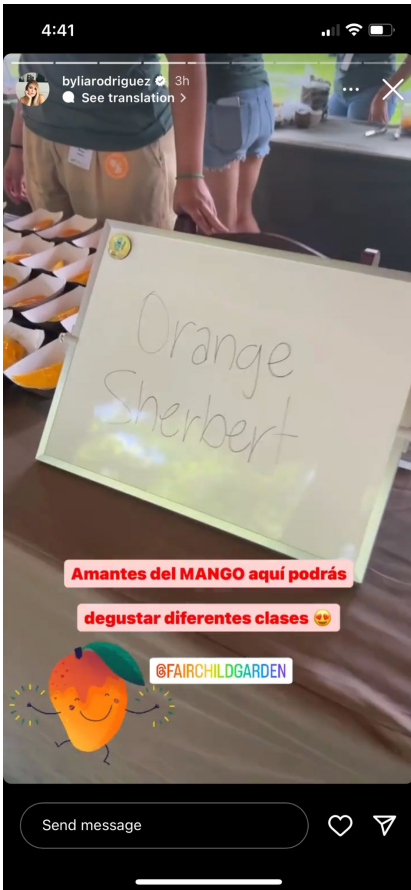 4:41
byliarodriguez 3h
See translation >
Orange
Sherbert
Amantes del MANGO aquí podrás
degustar diferentes clases 😍
@FAIRCHILDGARDEN
Send message